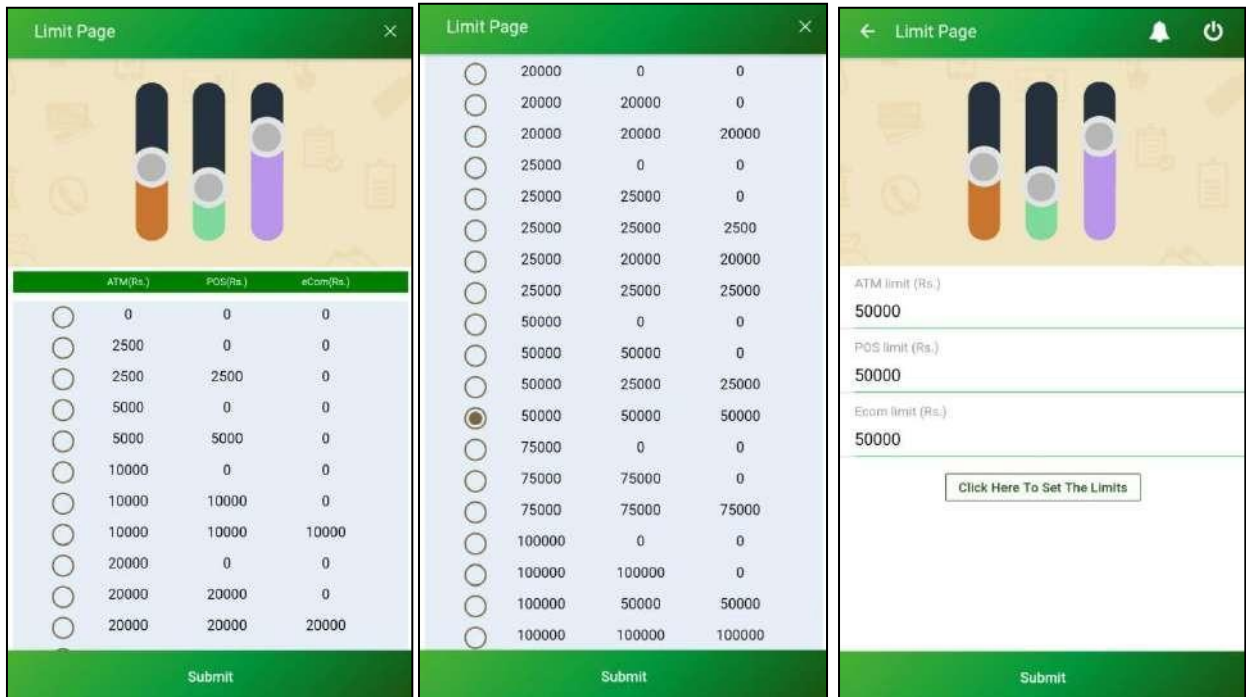 Limit Page
ATM(Rs.) POS(Rs.) eCom(Rs.)
0 0 0
2500 0 0
2500 2500 0
5000 0 0
5000 5000 0
10000 0 0
10000 10000 0
10000 10000 10000
20000 0 0
20000 20000 0
20000 20000 20000
Submit
Limit Page
20000 0 0
20000 20000 0
20000 20000 20000
25000 0 0
25000 25000 0
25000 25000 2500
25000 20000 20000
25000 25000 25000
50000 0 0
50000 50000 0
50000 25000 25000
50000 50000 50000
75000 0 0
75000 75000 0
75000 75000 75000
100000 0 0
100000 100000 0
100000 50000 50000
100000 100000 100000
Submit
Limit Page
ATM limit (Rs.)
50000
POS limit (Rs.)
50000
Ecom limit (Rs.)
50000
Click Here To Set The Limits
Submit